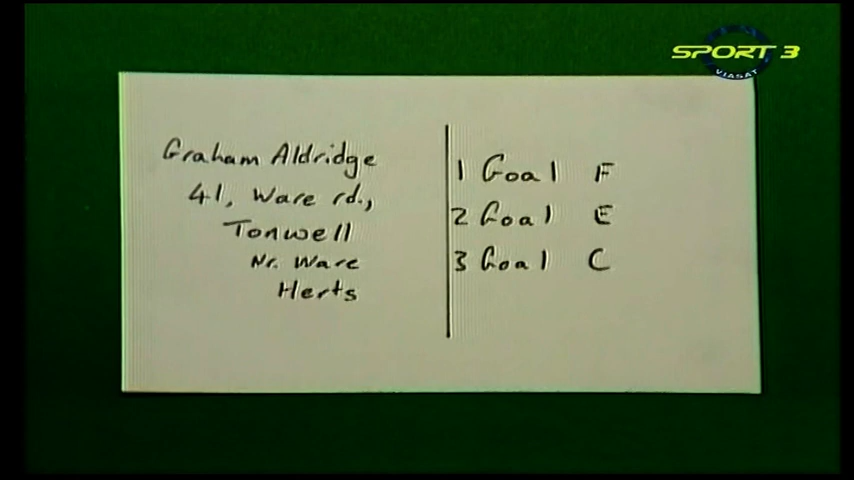 SPORT 3
VIASAT
Graham Aldridge
41, Ware rd.,
Tonwell
Nr. Ware
Herts
1 Goal F
2 Goal E
3 Goal C